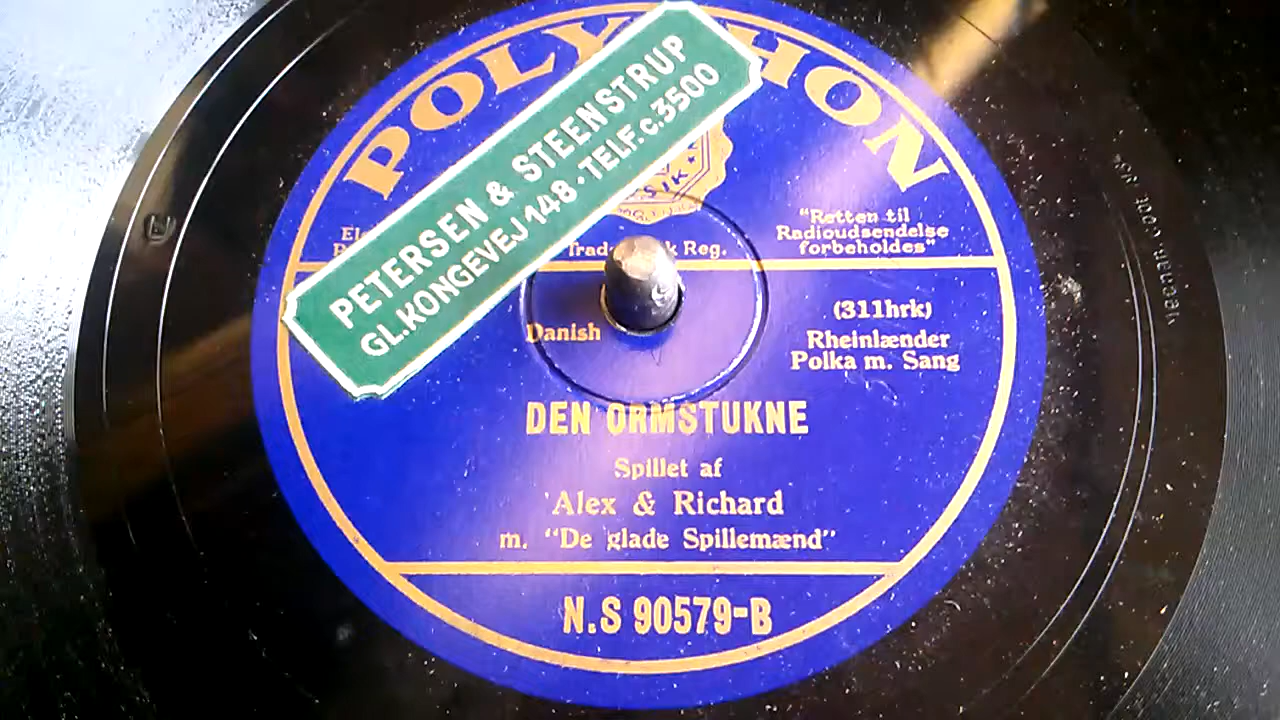 POLY HON
PETERSEN & STEENSTRUP
GL. KONGEVEJ 148 · TELF. C. 3500
"Retten til
Radioudsendelse
forbeholdes"
Reg.
Danish
(311hrk)
Rheinlænder
Polka m. Sang
DEN ORMSTUKNE
Spillet af
Alex & Richard
m. "De glade Spillemænd"
N.S 90579-B